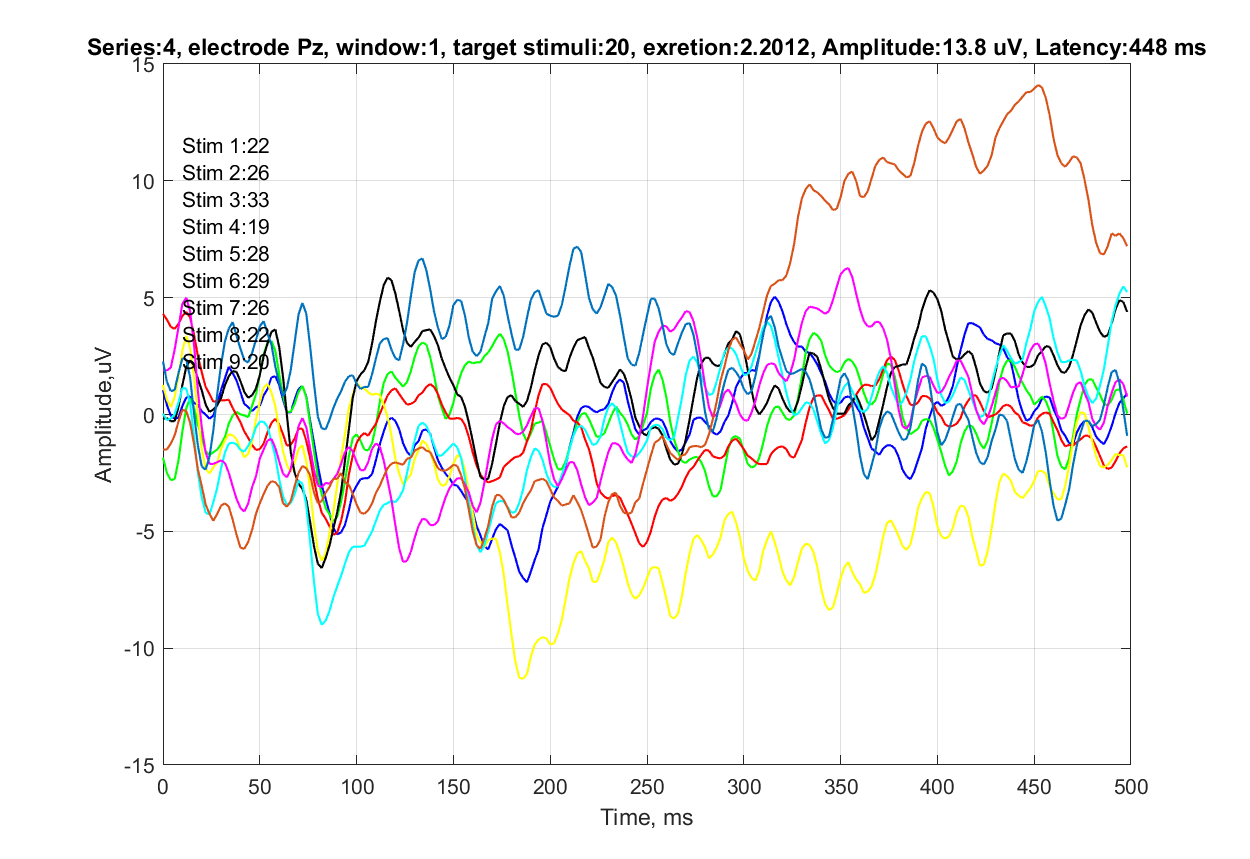 Series:4, electrode Pz, window:1, target stimuli:20, exretion:2.2012, Amplitude:13.8 uV, Latency:448 ms
15
10
5
0
-5
-10
-15
Amplitude,uV
Stim 1:22
Stim 2:26
Stim 3:33
Stim 4:19
Stim 5:28
Stim 6:29
Stim 7:26
Stim 8:22
Stim 9:20
0 50 100 150 200 250 300 350 400 450 500
Time, ms